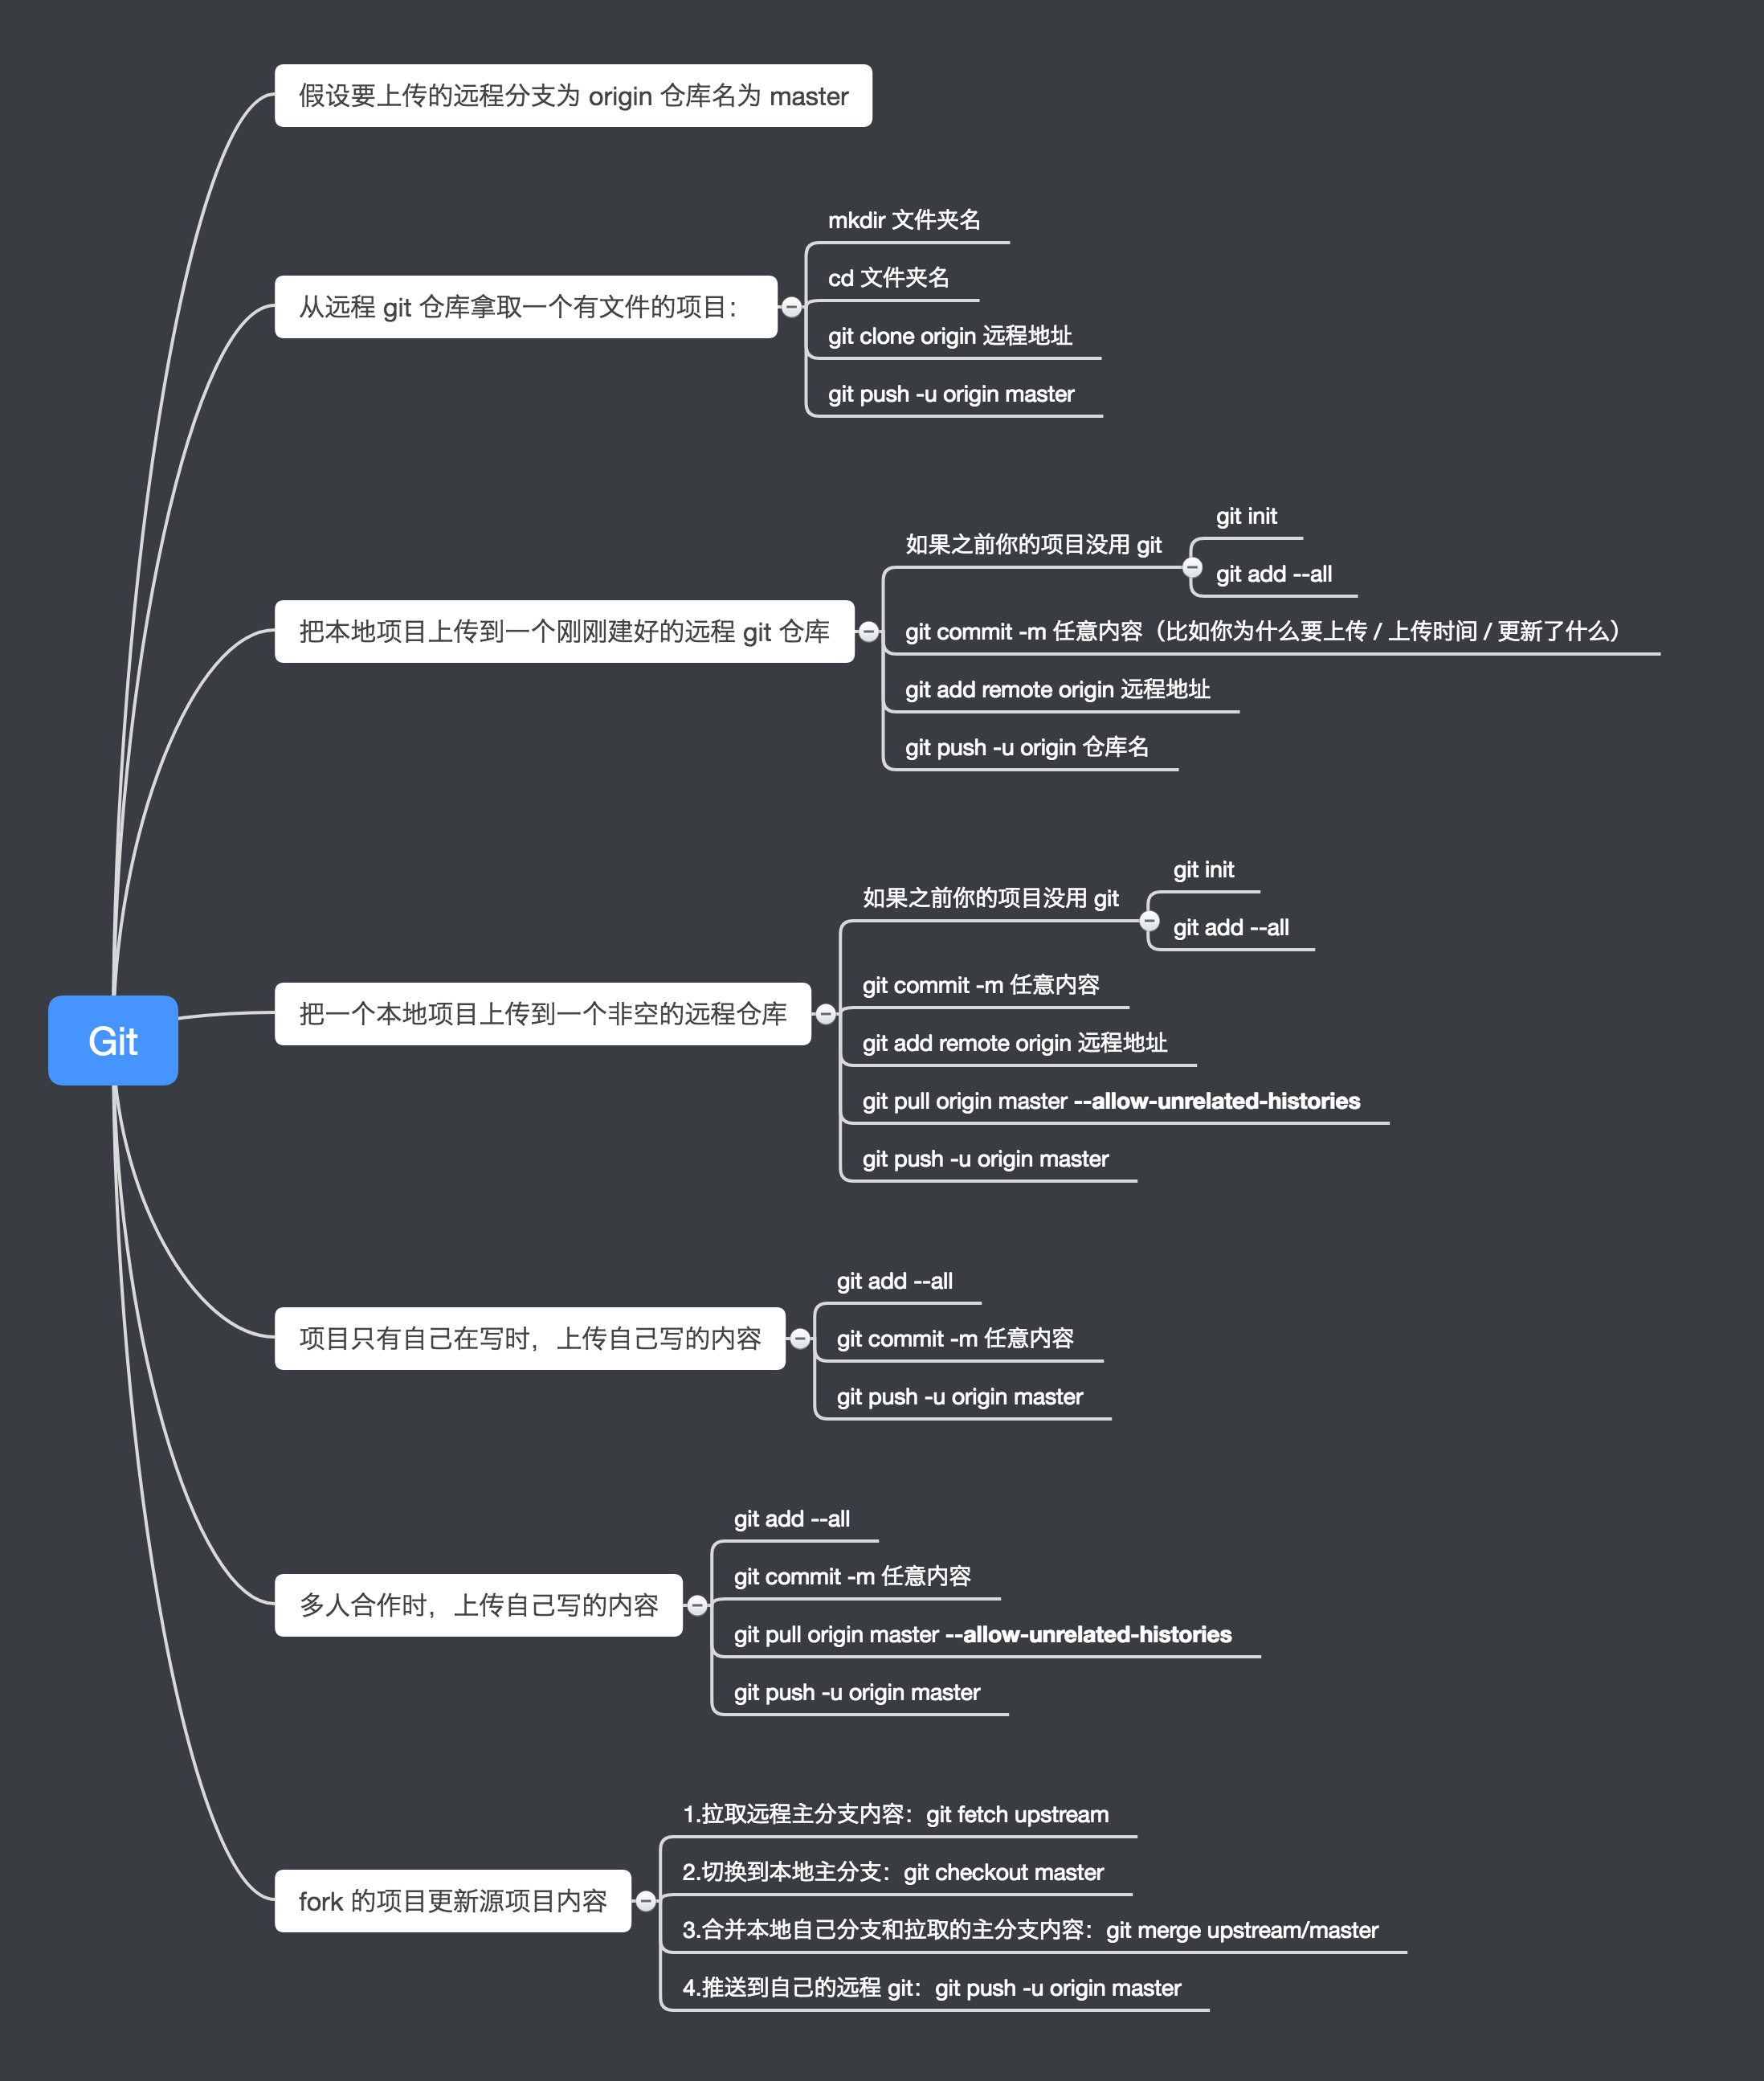 假设要上传的远程分支为 origin 仓库名为 master
从远程 git 仓库拿取一个有文件的项目：
mkdir 文件夹名
cd 文件夹名
git clone origin 远程地址
git push -u origin master
把本地项目上传到一个刚刚建好的远程 git 仓库
如果之前你的项目没用 git
git init
git add --all
git commit -m 任意内容（比如你为什么要上传 / 上传时间 / 更新了什么）
git add remote origin 远程地址
git push -u origin 仓库名
Git
把一个本地项目上传到一个非空的远程仓库
如果之前你的项目没用 git
git init
git add --all
git commit -m 任意内容
git add remote origin 远程地址
git pull origin master --allow-unrelated-histories
git push -u origin master
项目只有自己在写时，上传自己写的内容
git add --all
git commit -m 任意内容
git push -u origin master
多人合作时，上传自己写的内容
git add --all
git commit -m 任意内容
git pull origin master --allow-unrelated-histories
git push -u origin master
fork 的项目更新源项目内容
1.拉取远程主分支内容：git fetch upstream
2.切换到本地主分支：git checkout master
3.合并本地自己分支和拉取的主分支内容：git merge upstream/master
4.推送到自己的远程 git：git push -u origin master